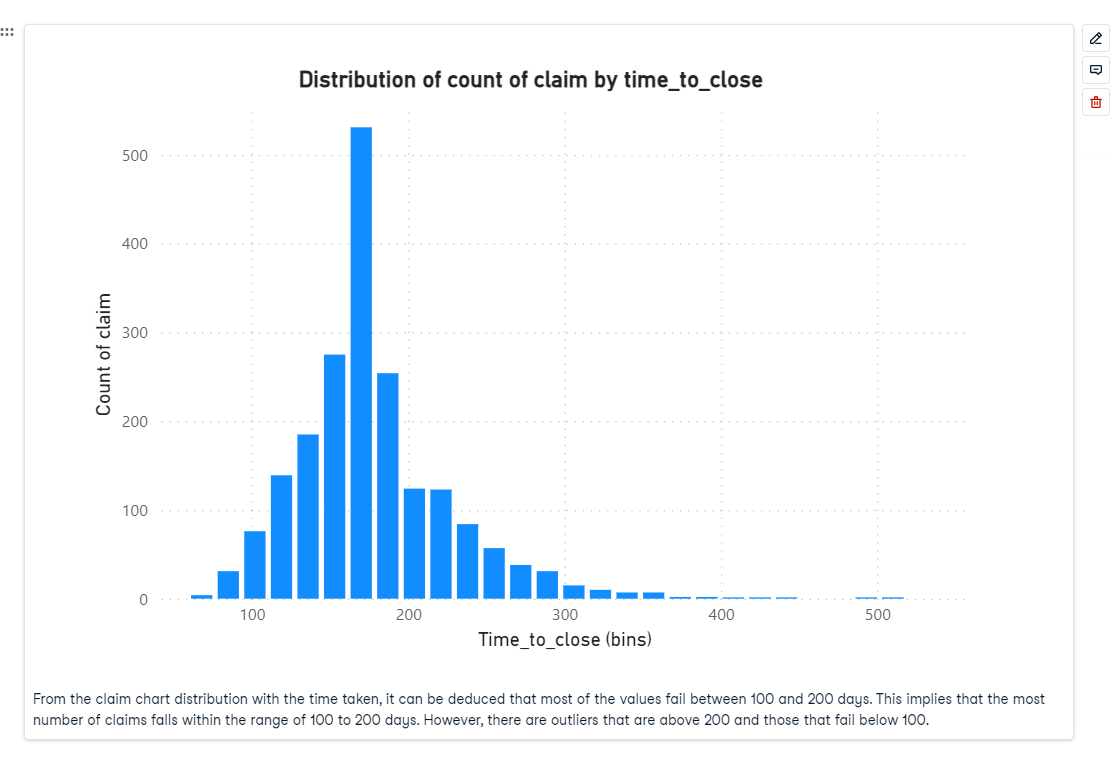 Distribution of count of claim by time_to_close
500
400
300
200
100
0
Count of claim
100 200 300 400 500
Time_to_close (bins)
From the claim chart distribution with the time taken, it can be deduced that most of the values fail between 100 and 200 days. This implies that the most
number of claims falls within the range of 100 to 200 days. However, there are outliers that are above 200 and those that fail below 100.